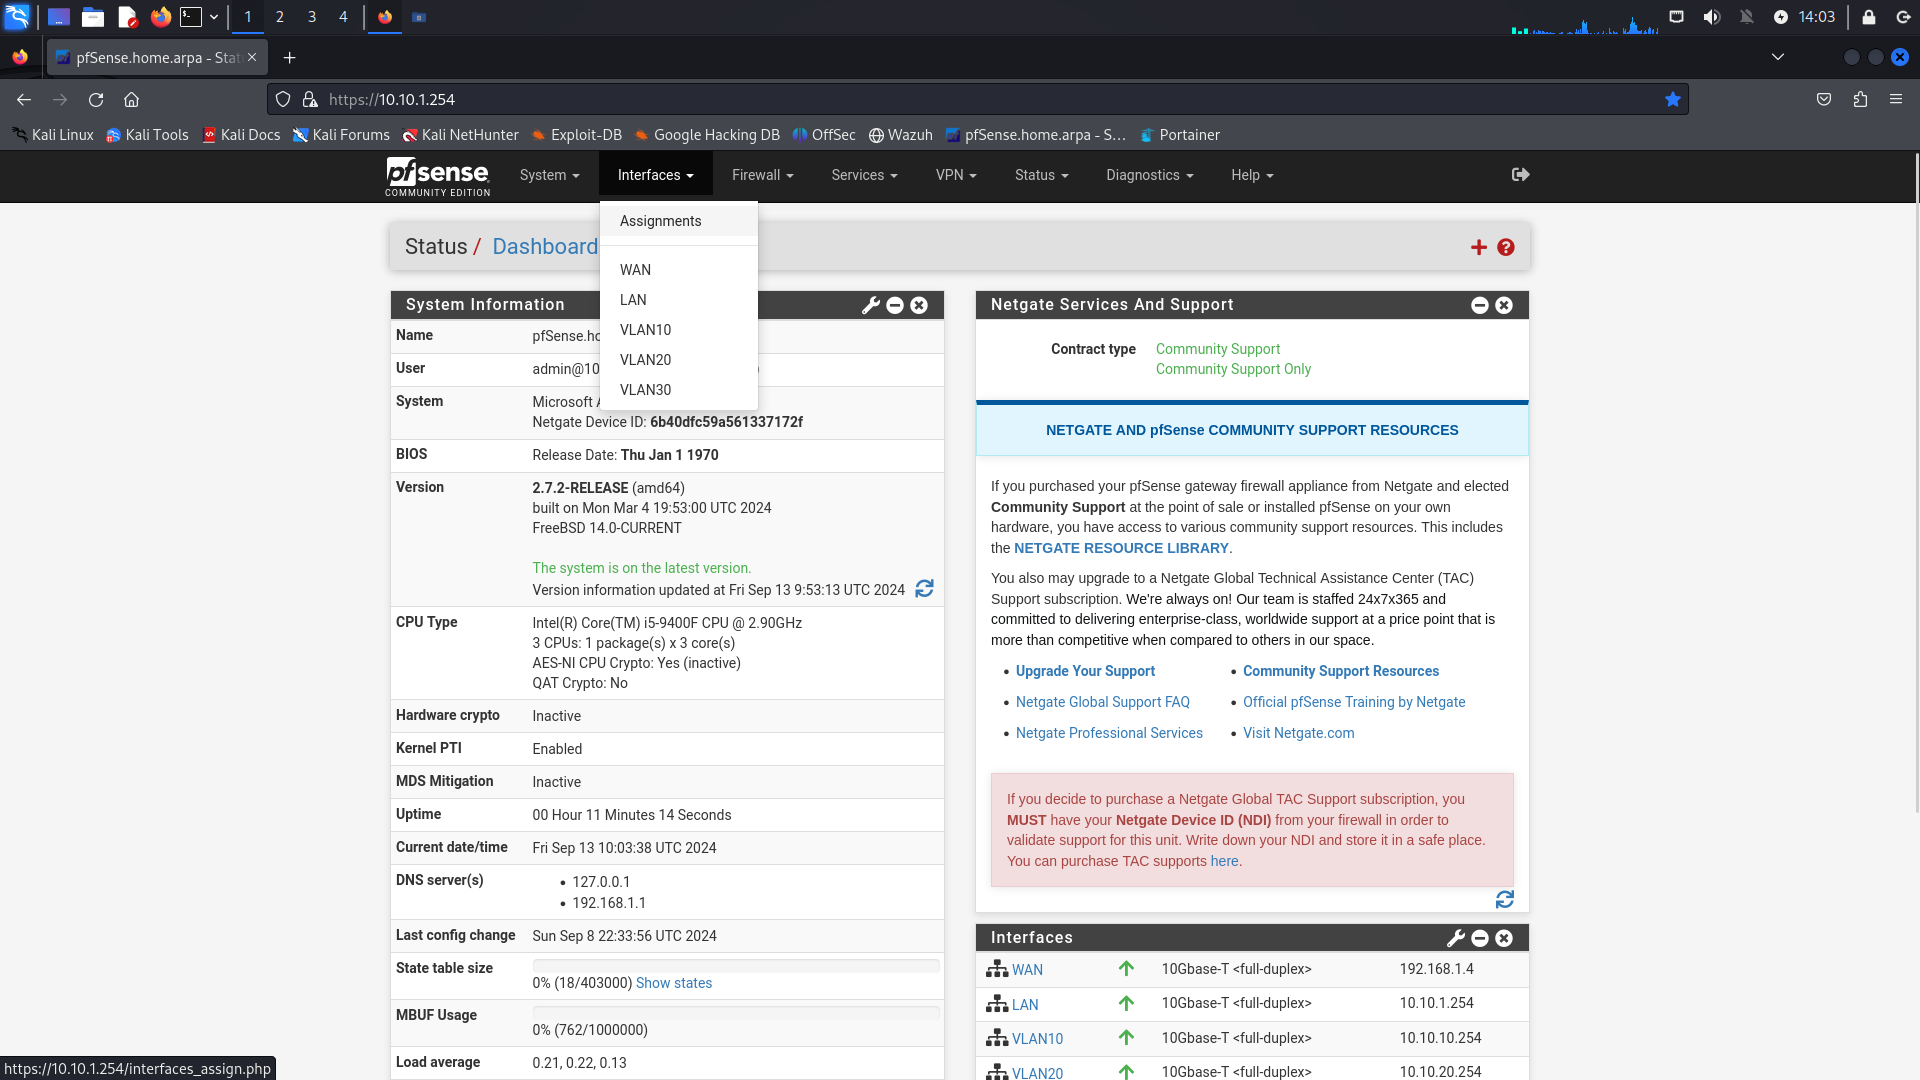 1 2 3 4
14:03
pfSense.home.arpa - Stat
https://10.10.1.254
Kali Linux Kali Tools Kali Docs Kali Forums Kali NetHunter Exploit-DB Google Hacking DB OffSec Wazuh pfSense.home.arpa - S… Portainer
pfsense
COMMUNITY EDITION
System Interfaces Firewall Services VPN Status Diagnostics Help
Assignments
WAN
LAN
VLAN10
VLAN20
VLAN30
Status / Dashboard
System Information
Name pfSense.ho
User admin@10
System Microsoft
Netgate Device ID: 6b40dfc59a561337172f
BIOS Release Date: Thu Jan 1 1970
Version 2.7.2-RELEASE (amd64)
built on Mon Mar 4 19:53:00 UTC 2024
FreeBSD 14.0-CURRENT
The system is on the latest version.
Version information updated at Fri Sep 13 9:53:13 UTC 2024
CPU Type Intel(R) Core(TM) i5-9400F CPU @ 2.90GHz
3 CPUs: 1 package(s) x 3 core(s)
AES-NI CPU Crypto: Yes (inactive)
QAT Crypto: No
Hardware crypto Inactive
Kernel PTI Enabled
MDS Mitigation Inactive
Uptime 00 Hour 11 Minutes 14 Seconds
Current date/time Fri Sep 13 10:03:38 UTC 2024
DNS server(s) • 127.0.0.1
• 192.168.1.1
Last config change Sun Sep 8 22:33:56 UTC 2024
State table size 0% (18/403000) Show states
MBUF Usage 0% (762/1000000)
Load average 0.21, 0.22, 0.13
Netgate Services And Support
Contract type Community Support
Community Support Only
NETGATE AND pfSense COMMUNITY SUPPORT RESOURCES
If you purchased your pfSense gateway firewall appliance from Netgate and elected
Community Support at the point of sale or installed pfSense on your own
hardware, you have access to various community support resources. This includes
the NETGATE RESOURCE LIBRARY.
You also may upgrade to a Netgate Global Technical Assistance Center (TAC)
Support subscription. We're always on! Our team is staffed 24x7x365 and
committed to delivering enterprise-class, worldwide support at a price point that is
more than competitive when compared to others in our space.
• Upgrade Your Support • Community Support Resources
• Netgate Global Support FAQ • Official pfSense Training by Netgate
• Netgate Professional Services • Visit Netgate.com
If you decide to purchase a Netgate Global TAC Support subscription, you
MUST have your Netgate Device ID (NDI) from your firewall in order to
validate support for this unit. Write down your NDI and store it in a safe place.
You can purchase TAC supports here.
Interfaces
WAN 10Gbase-T <full-duplex> 192.168.1.4
LAN 10Gbase-T <full-duplex> 10.10.1.254
VLAN10 10Gbase-T <full-duplex> 10.10.10.254
VLAN20 10Gbase-T <full-duplex> 10.10.20.254
https://10.10.1.254/interfaces_assign.php